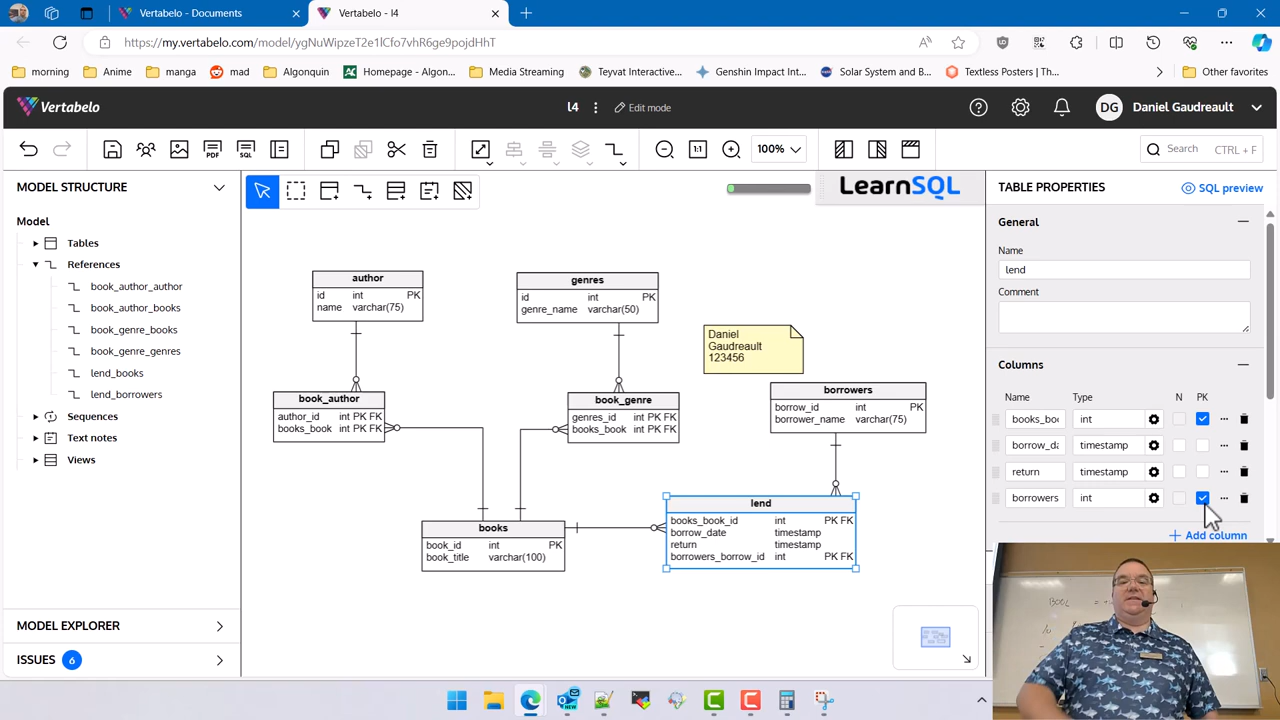 Vertabelo - Documents
Vertabelo - l4
https://my.vertabelo.com/model/ygNuWipzeT2e1lCfo7vhR6ge9pojdHhT
morning
Anime
manga
mad
Algonquin
Homepage - Algon...
Media Streaming
Teyvat Interactive...
Genshin Impact Int...
Solar System and B...
Textless Posters | Th...
Other favorites
Vertabelo
l4
Edit mode
DG
Daniel Gaudreault
PDF
SQL
1:1
100%
Search
CTRL + F
MODEL STRUCTURE
Model
Tables
References
book_author_author
book_author_books
book_genre_books
book_genre_genres
lend_books
lend_borrowers
Sequences
Text notes
Views
MODEL EXPLORER
ISSUES 6
LearnSQL
author
id int PK
name varchar(75)
genres
id int PK
genre_name varchar(50)
Daniel
Gaudreault
123456
book_author
author_id int PK FK
books_book int PK FK
book_genre
genres_id int PK FK
books_book int PK FK
borrowers
borrow_id int PK
borrower_name varchar(75)
books
book_id int PK
book_title varchar(100)
lend
books_book_id int PK FK
borrow_date timestamp
return timestamp
borrowers_borrow_id int PK FK
TABLE PROPERTIES
SQL preview
General
Name
lend
Comment
Columns
Name Type N PK
books_boo int
borrow_da timestamp
return timestamp
borrowers int
+ Add column